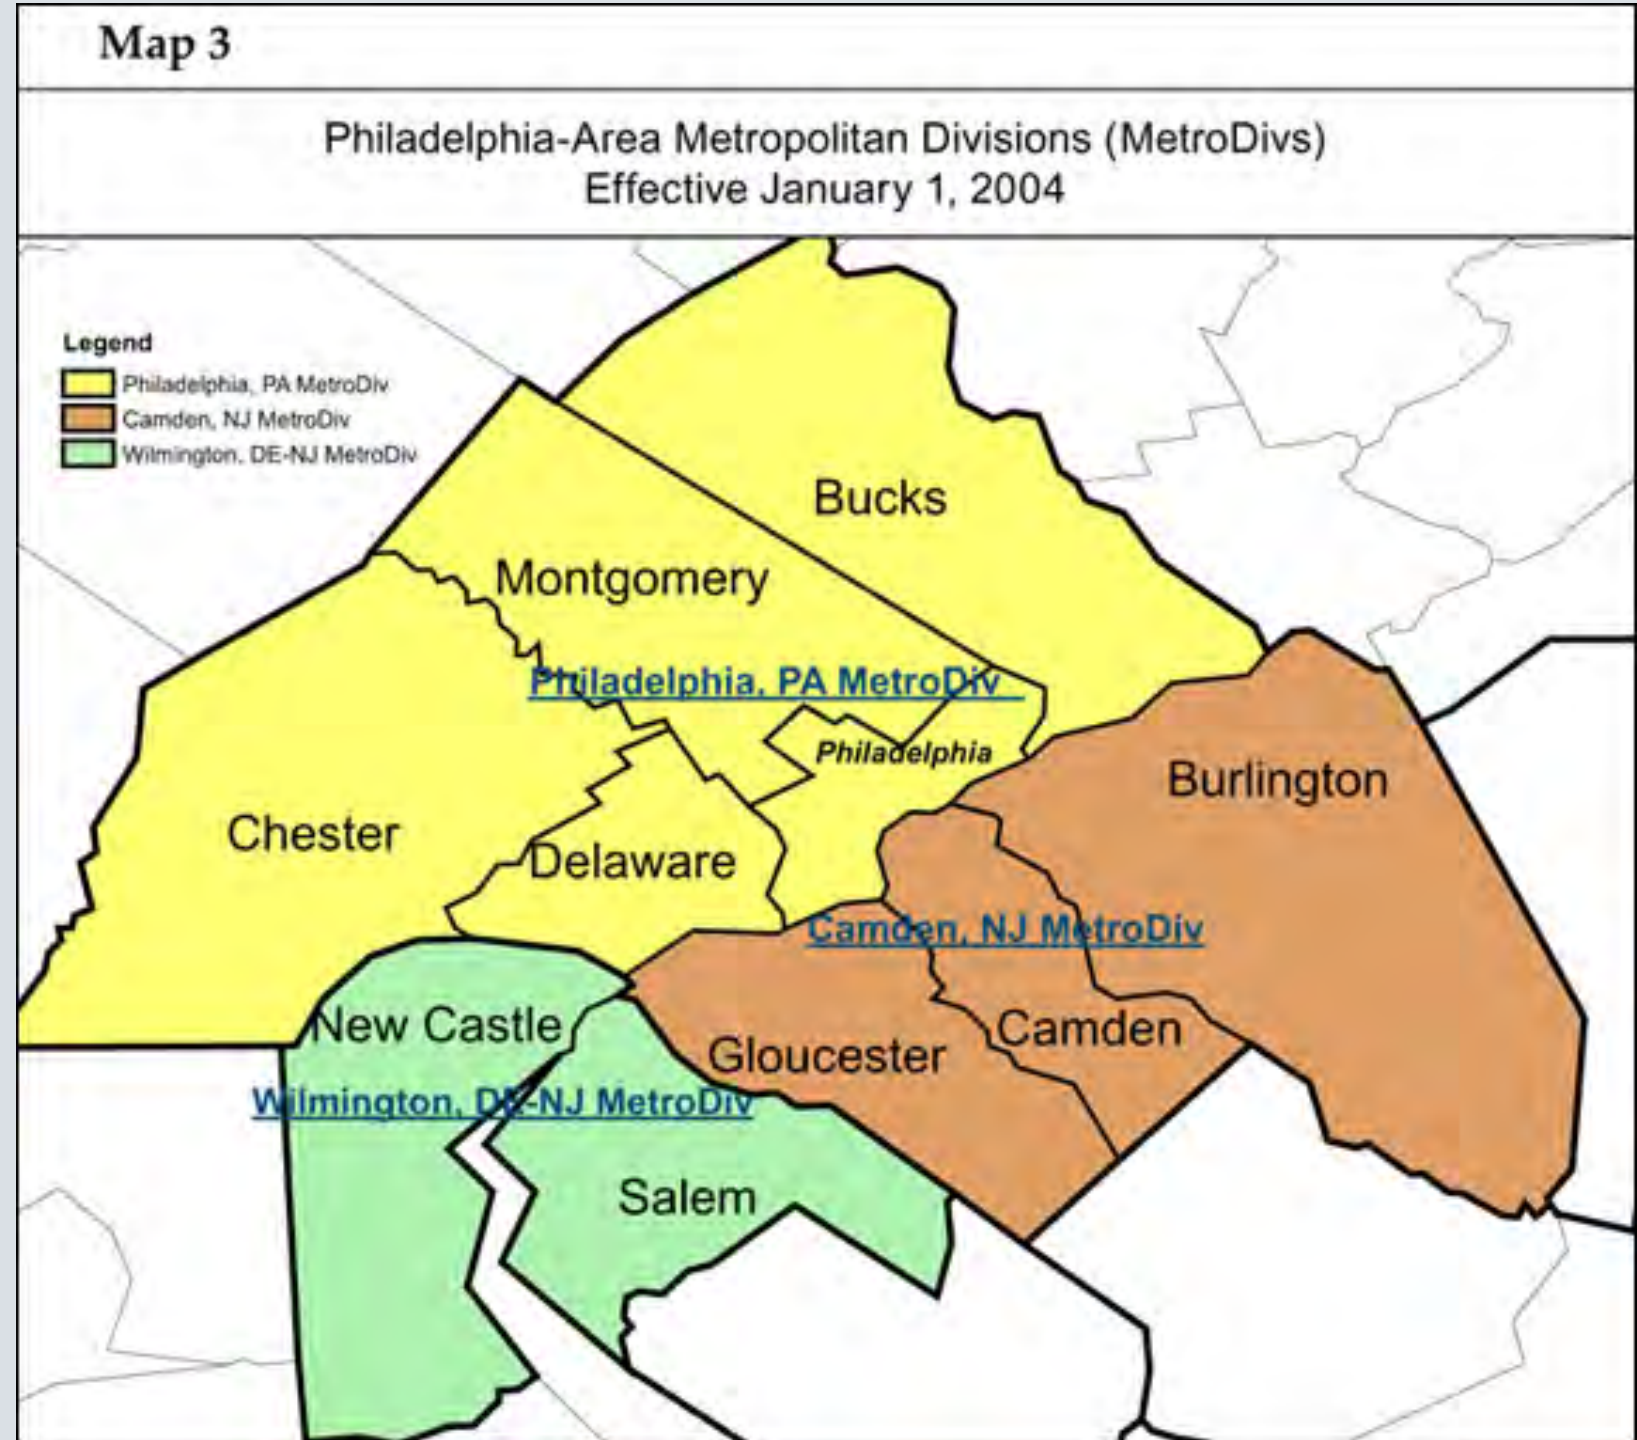 Map 3
Philadelphia-Area Metropolitan Divisions (MetroDivs)
Effective January 1, 2004
Legend
Philadelphia, PA MetroDiv
Camden, NJ MetroDiv
Wilmington, DE-NJ MetroDiv
Bucks
Montgomery
Philadelphia, PA MetroDiv
Philadelphia
Burlington
Chester
Delaware
Camden, NJ MetroDiv
New Castle
Camden
Gloucester
Wilmington, DE-NJ MetroDiv
Salem